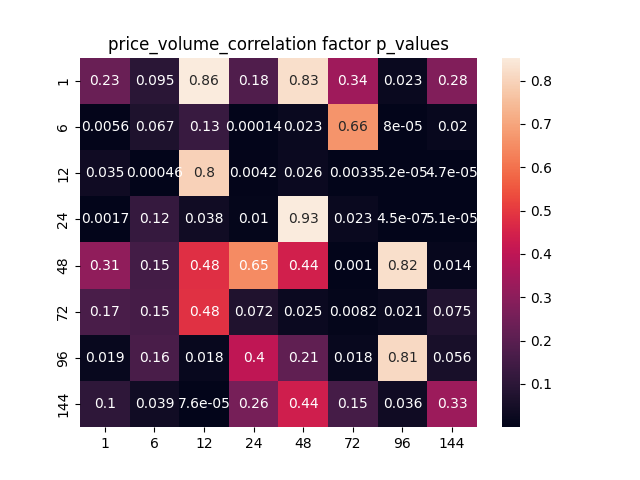 price_volume_correlation factor p_values
1 0.23 0.095 0.86 0.18 0.83 0.34 0.023 0.28
6 0.0056 0.067 0.13 0.00014 0.023 0.66 8e-05 0.02
12 0.035 0.00046 0.8 0.0042 0.026 0.0033 5.2e-05 4.7e-05
24 0.0017 0.12 0.038 0.01 0.93 0.023 4.5e-07 5.1e-05
48 0.31 0.15 0.48 0.65 0.44 0.001 0.82 0.014
72 0.17 0.15 0.48 0.072 0.025 0.0082 0.021 0.075
96 0.019 0.16 0.018 0.4 0.21 0.018 0.81 0.056
144 0.1 0.039 7.6e-05 0.26 0.44 0.15 0.036 0.33
1 6 12 24 48 72 96 144
0.8
0.7
0.6
0.5
0.4
0.3
0.2
0.1